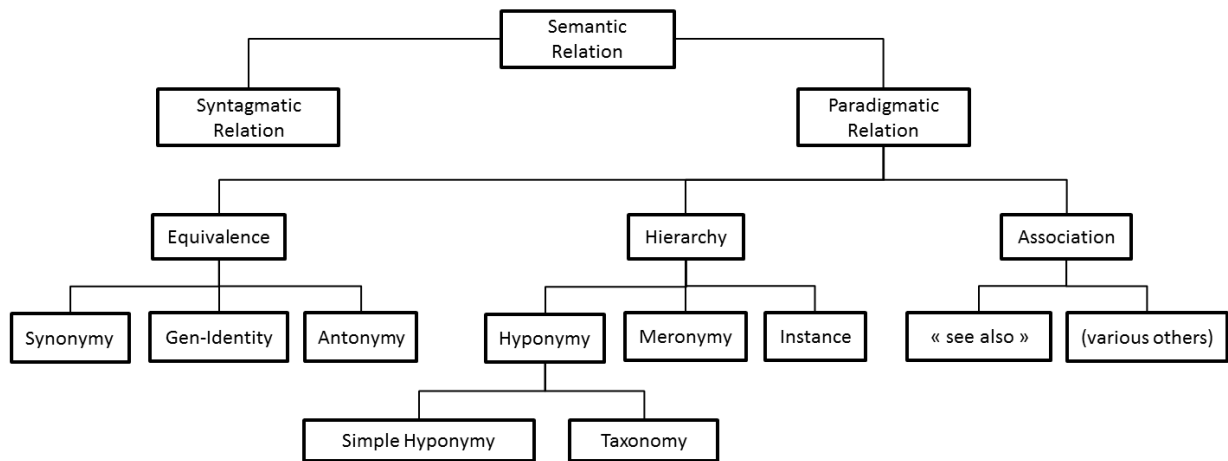 Semantic
Relation
Syntagmatic
Relation
Paradigmatic
Relation
Equivalence
Hierarchy
Association
Synonymy
Gen-Identity
Antonymy
Hyponymy
Meronymy
Instance
« see also »
(various others)
Simple Hyponymy
Taxonomy